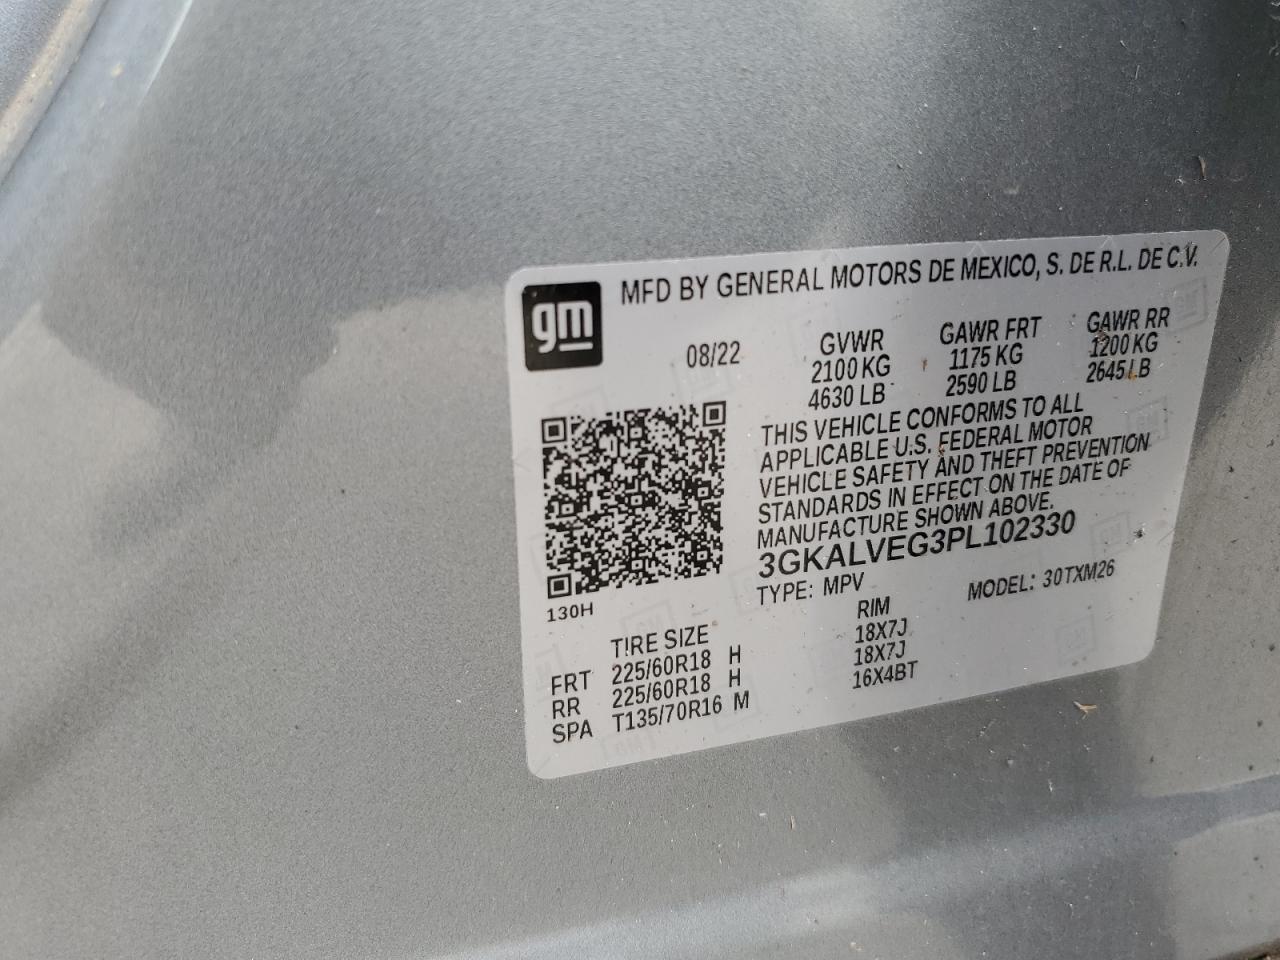 gm
MFD BY GENERAL MOTORS DE MEXICO, S. DE R.L. DE C.V.
08/22 GVWR GAWR FRT GAWR RR
2100 KG 1175 KG 1200 KG
4630 LB 2590 LB 2645 LB
THIS VEHICLE CONFORMS TO ALL
APPLICABLE U.S. FEDERAL MOTOR
VEHICLE SAFETY AND THEFT PREVENTION
STANDARDS IN EFFECT ON THE DATE OF
MANUFACTURE SHOWN ABOVE.
3GKALVEG3PL102330
TYPE: MPV MODEL: 30TXM26
130H
TIRE SIZE RIM
FRT 225/60R18 H 18X7J
RR 225/60R18 H 18X7J
SPA T135/70R16 M 16X4BT